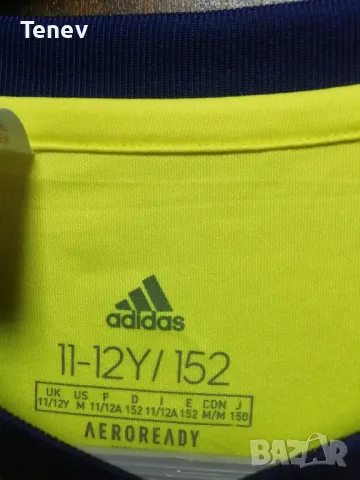 Tenev
adidas
11-12Y/ 152
UK US F D I E CDN J
11/12Y M 11/12A 152 11/12A 152 M/M 150
AEROREADY
bazar